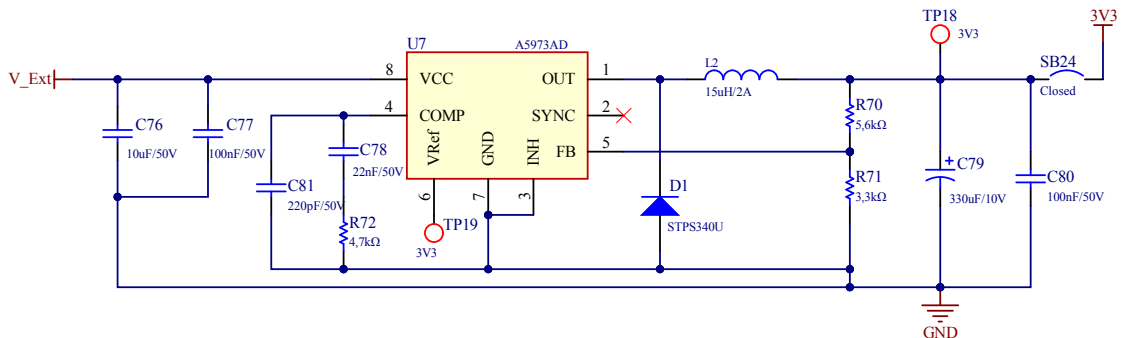 TP18
3V3
3V3
U7
A5973AD
V_Ext
8
VCC
OUT
1
L2
15uH/2A
SB24
Closed
C76
10uF/50V
C77
100nF/50V
4
COMP
SYNC
2
R70
5,6kΩ
C78
22nF/50V
VRef
GND
INH
FB
5
C81
220pF/50V
R72
4,7kΩ
6
7
3
TP19
3V3
D1
STPS340U
R71
3,3kΩ
+
C79
330uF/10V
C80
100nF/50V
GND